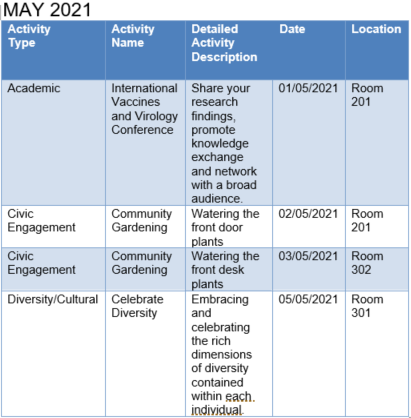 MAY 2021
Activity Type | Activity Name | Detailed Activity Description | Date | Location
Academic | International Vaccines and Virology Conference | Share your research findings, promote knowledge exchange and network with a broad audience. | 01/05/2021 | Room 201
Civic Engagement | Community Gardening | Watering the front door plants | 02/05/2021 | Room 201
Civic Engagement | Community Gardening | Watering the front desk plants | 03/05/2021 | Room 302
Diversity/Cultural | Celebrate Diversity | Embracing and celebrating the rich dimensions of diversity contained within each individual. | 05/05/2021 | Room 301